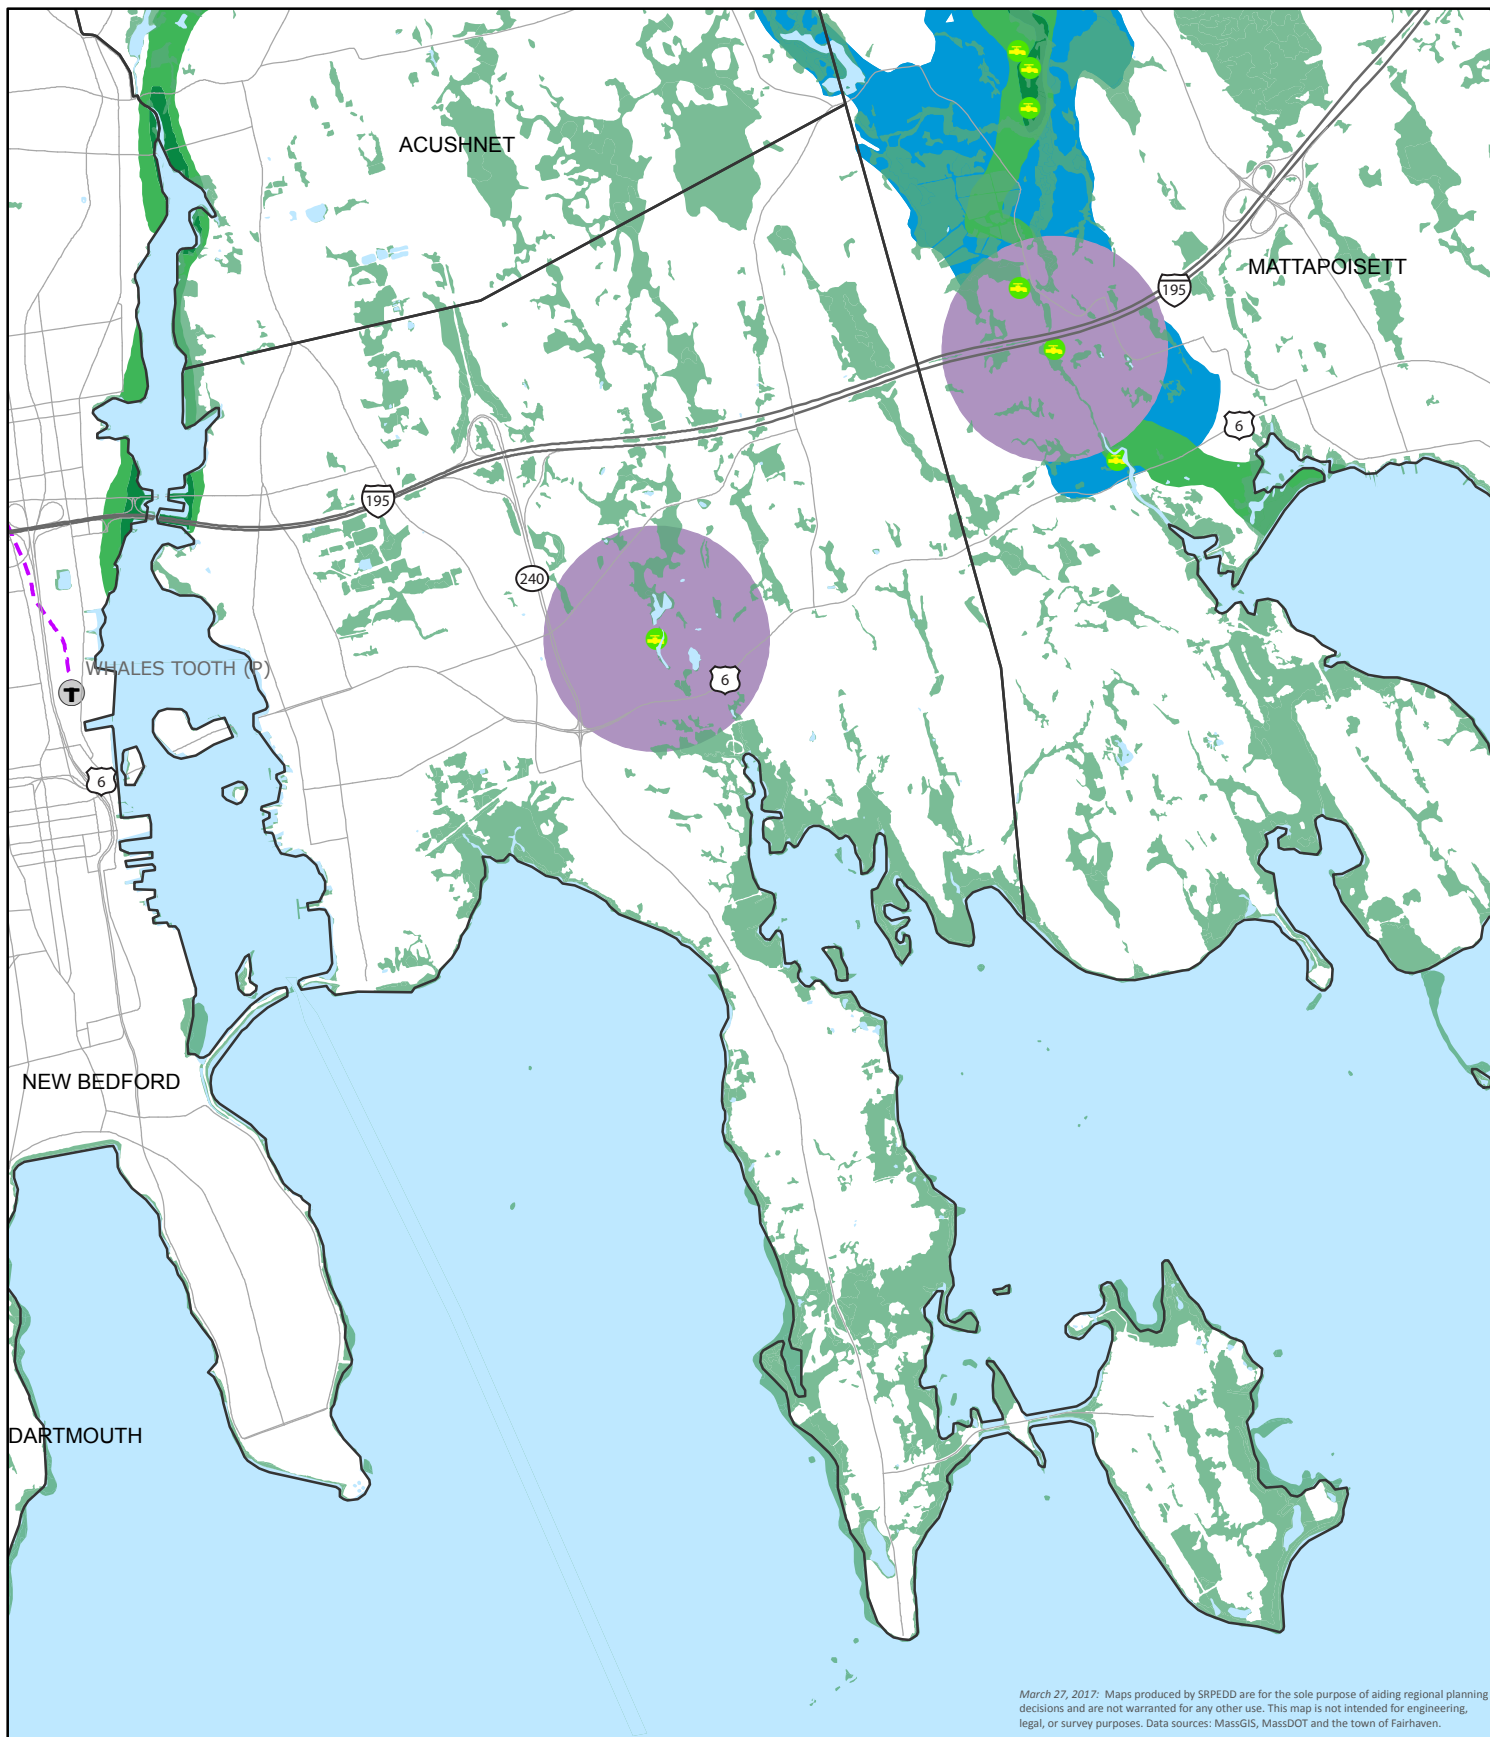 ACUSHNET
MATTAPOISETT
195
6
195
240
WHALES TOOTH (P)
T
6
6
NEW BEDFORD
DARTMOUTH
March 27, 2017: Maps produced by SRPEDD are for the sole purpose of aiding regional planning
decisions and are not warranted for any other use. This map is not intended for engineering,
legal, or survey purposes. Data sources: MassGIS, MassDOT and the town of Fairhaven.